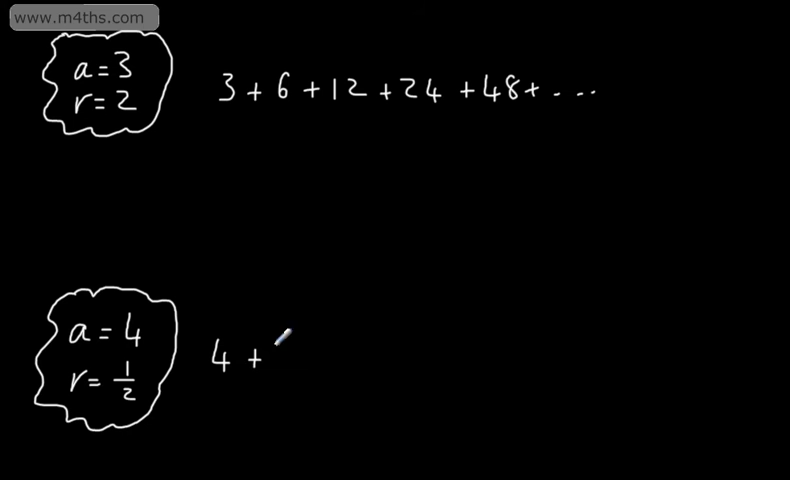 www.m4ths.com
a = 3
r = 2
3 + 6 + 12 + 24 + 48 + ....
a = 4
r = 1/2
4 +